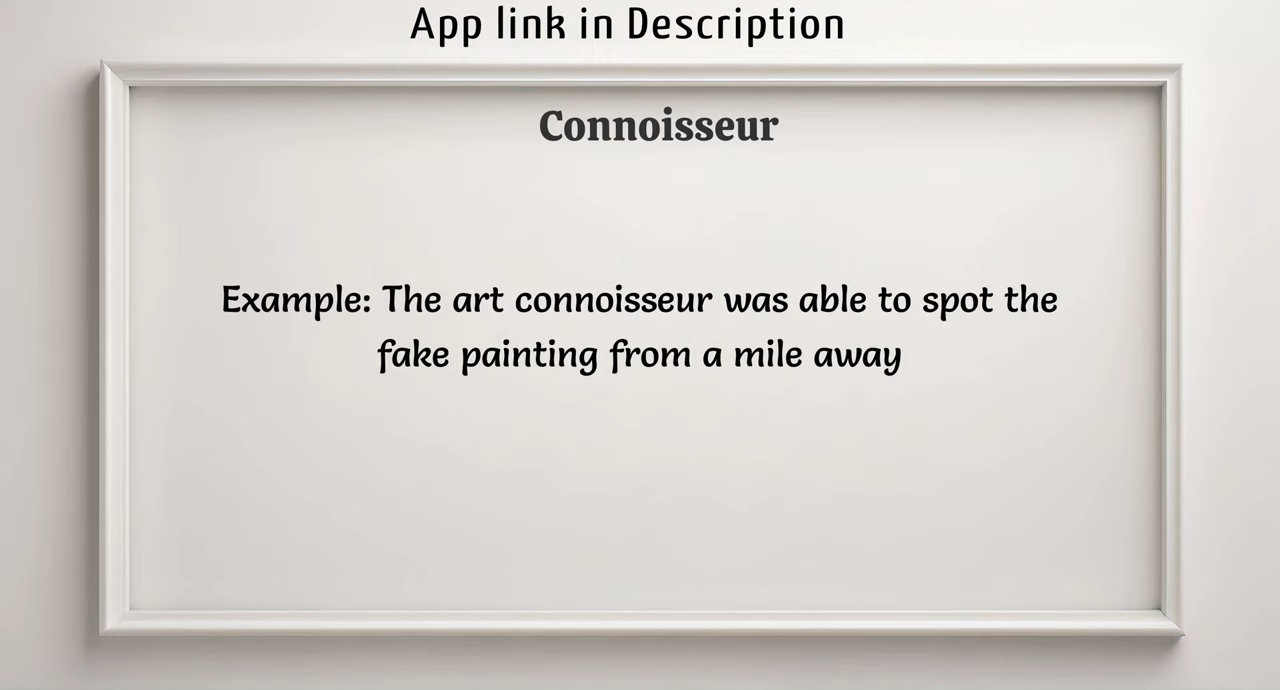 App link in Description
Connoisseur
Example: The art connoisseur was able to spot the
fake painting from a mile away